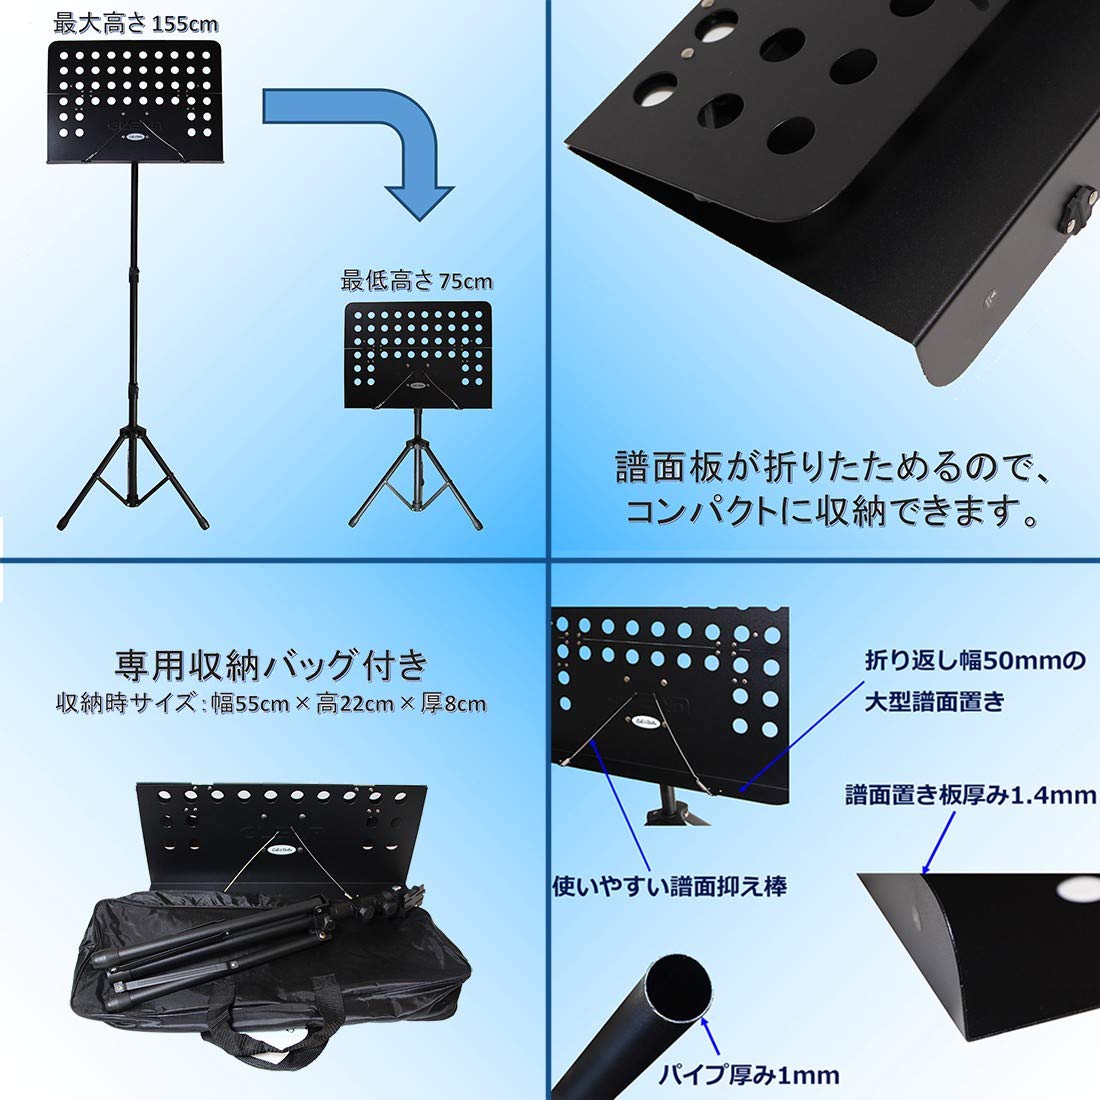 最大高さ 155cm
最低高さ 75cm
譜面板が折りたためるので、
コンパクトに収納できます。
専用収納バッグ付き
収納時サイズ：幅55cm×高22cm×厚8cm
折り返し幅50mmの
大型譜面置き
譜面置き板厚み1.4mm
使いやすい譜面抑え棒
パイプ厚み1mm